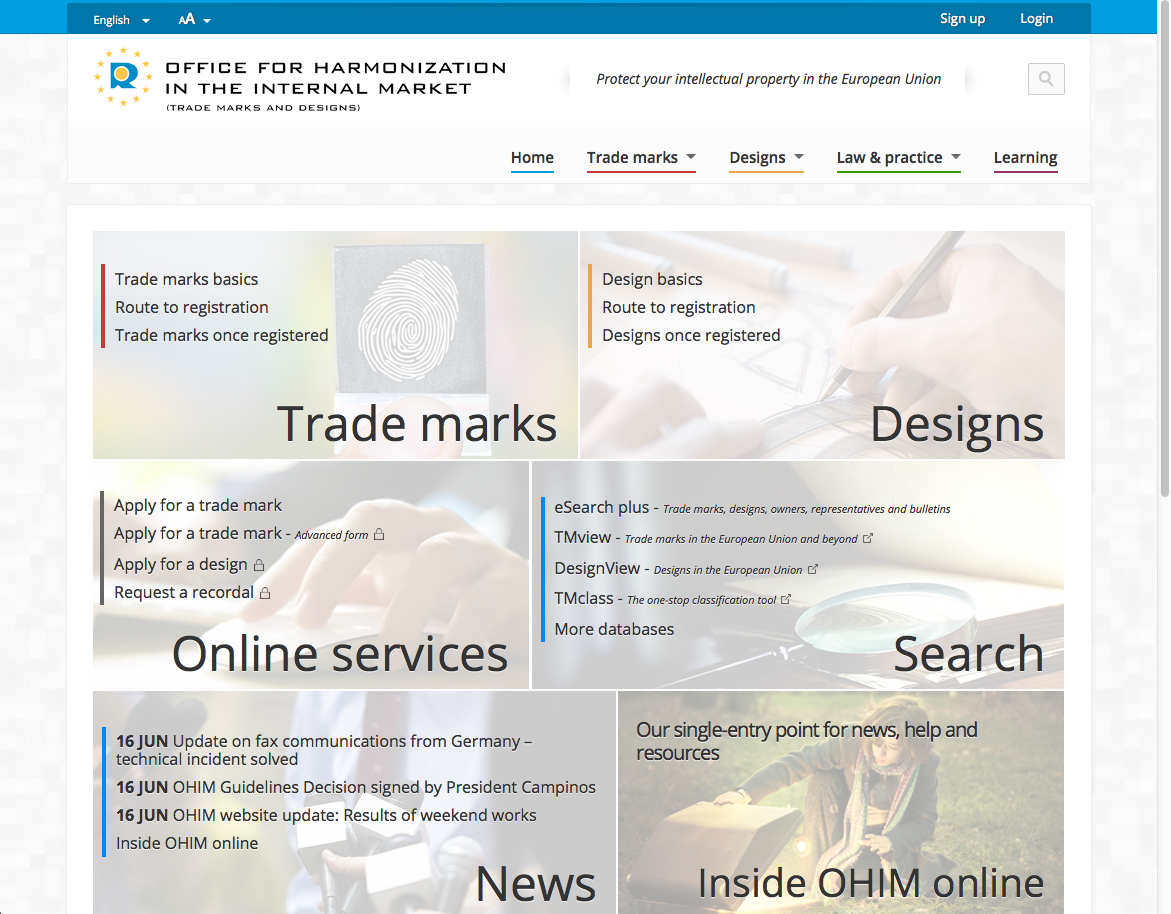 English
AA
Sign up
Login
OFFICE FOR HARMONIZATION
IN THE INTERNAL MARKET
(TRADE MARKS AND DESIGNS)
Protect your intellectual property in the European Union
Home
Trade marks
Designs
Law & practice
Learning
Trade marks basics
Route to registration
Trade marks once registered
Trade marks
Design basics
Route to registration
Designs once registered
Designs
Apply for a trade mark
Apply for a trade mark - Advanced form
Apply for a design
Request a recordal
Online services
eSearch plus - Trade marks, designs, owners, representatives and bulletins
TMview - Trade marks in the European Union and beyond
DesignView - Designs in the European Union
TMclass - The one-stop classification tool
More databases
Search
16 JUN Update on fax communications from Germany –
technical incident solved
16 JUN OHIM Guidelines Decision signed by President Campinos
16 JUN OHIM website update: Results of weekend works
Inside OHIM online
News
Our single-entry point for news, help and
resources
Inside OHIM online